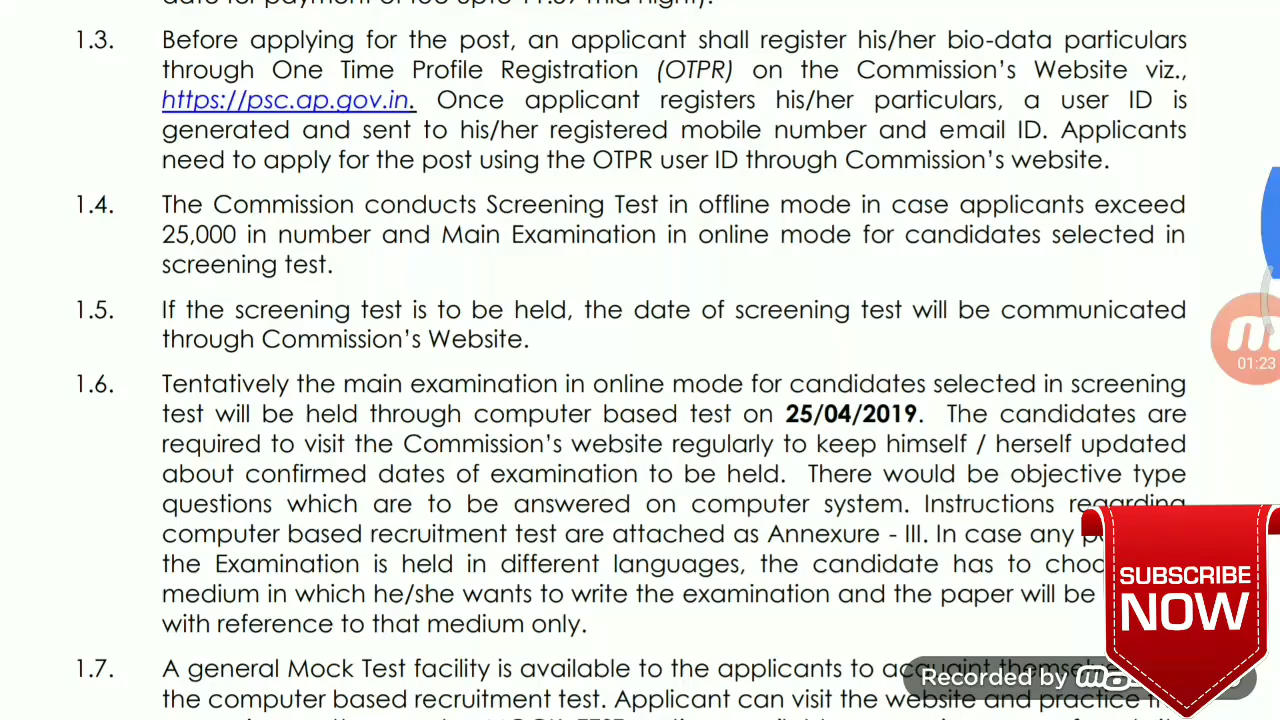 1.3. Before applying for the post, an applicant shall register his/her bio-data particulars
through One Time Profile Registration (OTPR) on the Commission's Website viz.,
https://psc.ap.gov.in. Once applicant registers his/her particulars, a user ID is
generated and sent to his/her registered mobile number and email ID. Applicants
need to apply for the post using the OTPR user ID through Commission's website.
1.4. The Commission conducts Screening Test in offline mode in case applicants exceed
25,000 in number and Main Examination in online mode for candidates selected in
screening test.
1.5. If the screening test is to be held, the date of screening test will be communicated
through Commission's Website.
01:23
1.6. Tentatively the main examination in online mode for candidates selected in screening
test will be held through computer based test on 25/04/2019. The candidates are
required to visit the Commission's website regularly to keep himself / herself updated
about confirmed dates of examination to be held. There would be objective type
questions which are to be answered on computer system. Instructions regarding
computer based recruitment test are attached as Annexure - III. In case any
the Examination is held in different languages, the candidate has to
medium in which he/she wants to write the examination and the paper will be
with reference to that medium only.
SUBSCRIBE
NOW
1.7. A general Mock Test facility is available to the applicants to acquaint
the computer based recruitment test. Applicant can visit the website and practice
Recorded by